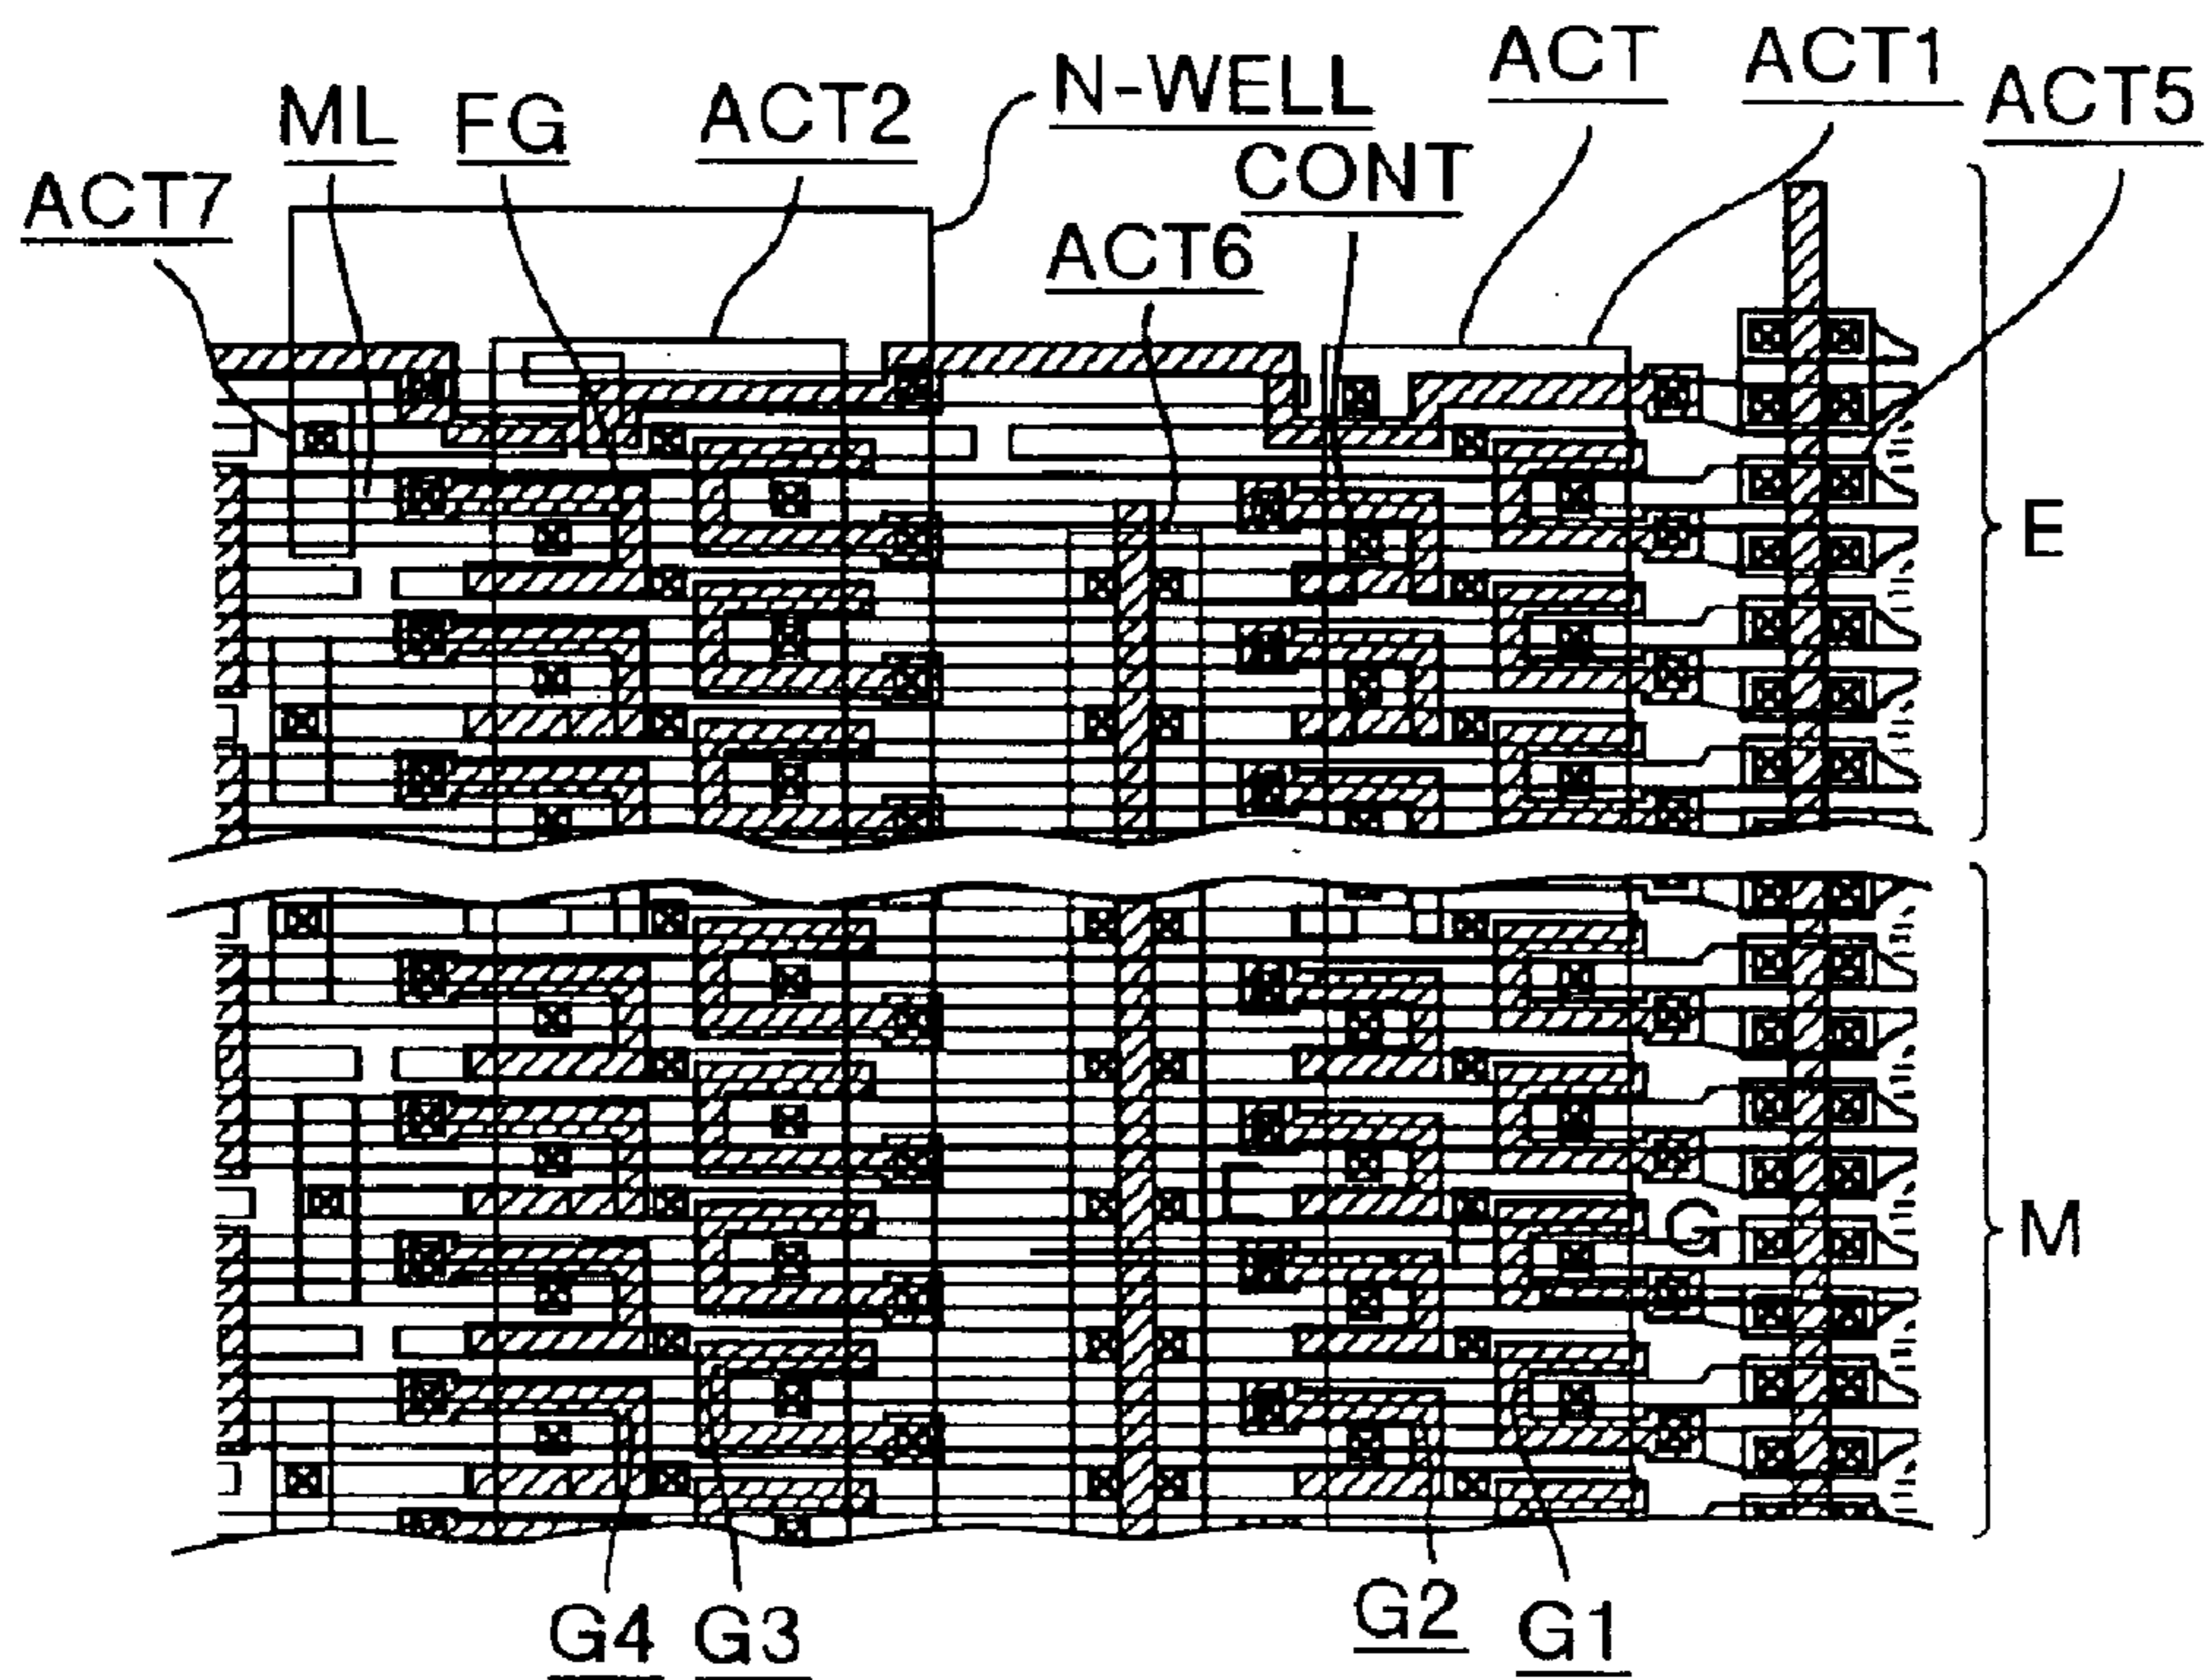 ACT7
ML
FG
ACT2
N-WELL
CONT
ACT6
ACT
ACT1
ACT5
E
M
G
G4
G3
G2
G1